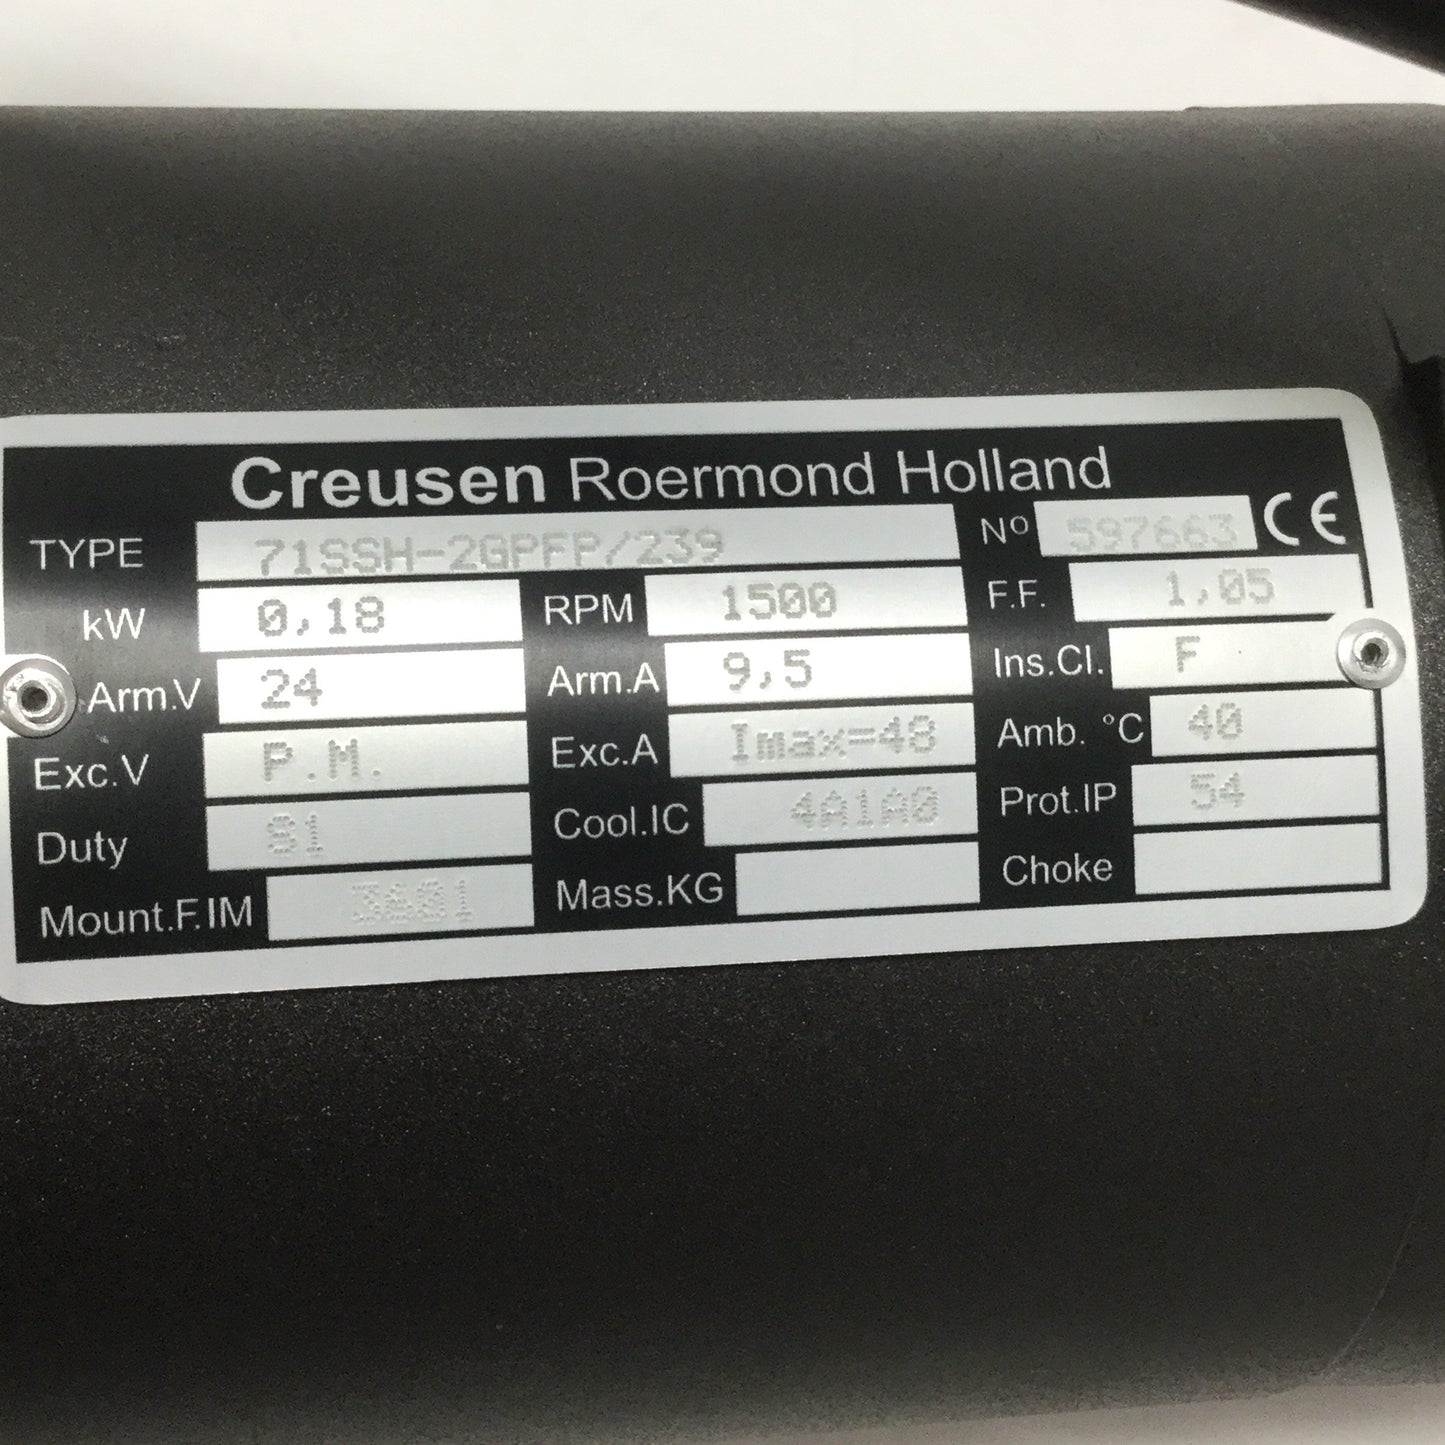 Creusen Roermond Holland
TYPE 71SSH-2GPFP/239 Nº 597663 CE
kW 0,18 RPM 1500 F.F. 1,05
Arm.V 24 Arm.A 9,5 Ins.Cl. F
Exc.V P.M. Exc.A Imax=48 Amb. °C 40
Duty S1 Cool.IC 4A1A0 Prot.IP 54
Mount.F.IM 3601 Mass.KG Choke